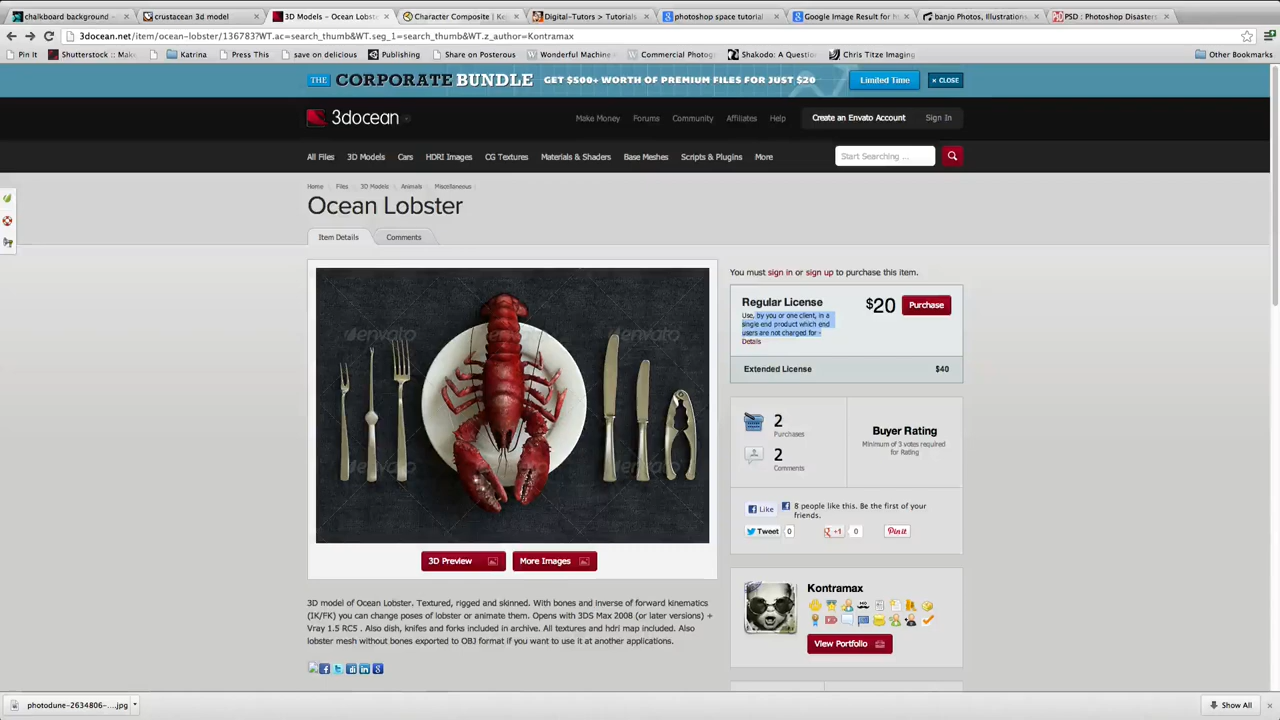 chalkboard background
crustacean 3d model
3D Models - Ocean Lobste
Character Composite | Ke
Digital-Tutors > Tutorials
photoshop space tutorial
Google Image Result for h
banjo Photos, Illustrations
PSD : Photoshop Disasters
3docean.net/item/ocean-lobster/136783?WT.ac=search_thumb&WT.seg_1=search_thumb&WT.z_author=Kontramax
Pin It
Shutterstock :: Make
Katrina
Press This
save on delicious
Publishing
Share on Posterous
Wonderful Machine
Commercial Photog
Shakodo: A Questio
Chris Titze Imaging
Other Bookmarks
THE CORPORATE BUNDLE GET $500+ WORTH OF PREMIUM FILES FOR JUST $20 Limited Time × CLOSE
3docean
Make Money Forums Community Affiliates Help Create an Envato Account Sign In
All Files 3D Models Cars HDRI Images CG Textures Materials & Shaders Base Meshes Scripts & Plugins More Start Searching ...
Home Files 3D Models Animals Miscellaneous
Ocean Lobster
Item Details Comments
You must sign in or sign up to purchase this item.
Regular License $20 Purchase
Use, by you or one client, in a
single end product which end
users are not charged for -
Details
Extended License $40
envato
envato
envato
envato
2
Purchases
2
Comments
Buyer Rating
Minimum of 3 votes required
for Rating
Like 8 people like this. Be the first of your
friends.
Tweet 0 +1 0 Pin it
3D Preview More Images
Kontramax
View Portfolio
3D model of Ocean Lobster. Textured, rigged and skinned. With bones and inverse of forward kinematics
(IK/FK) you can change poses of lobster or animate them. Opens with 3DS Max 2008 (or later versions) +
Vray 1.5 RC5 . Also dish, knifes and forks included in archive. All textures and hdri map included. Also
lobster mesh without bones exported to OBJ format if you want to use it at another applications.
photodune-2634806-....jpg
Show All